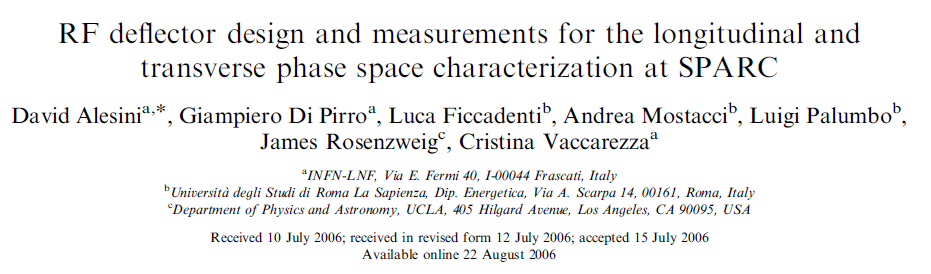 RF deflector design and measurements for the longitudinal and
transverse phase space characterization at SPARC
David Alesini^a,*, Giampiero Di Pirro^a, Luca Ficcadenti^b, Andrea Mostacci^b, Luigi Palumbo^b,
James Rosenzweig^c, Cristina Vaccarezza^a
^a INFN-LNF, Via E. Fermi 40, I-00044 Frascati, Italy
^b Università degli Studi di Roma La Sapienza, Dip. Energetica, Via A. Scarpa 14, 00161, Roma, Italy
^c Department of Physics and Astronomy, UCLA, 405 Hilgard Avenue, Los Angeles, CA 90095, USA
Received 10 July 2006; received in revised form 12 July 2006; accepted 15 July 2006
Available online 22 August 2006